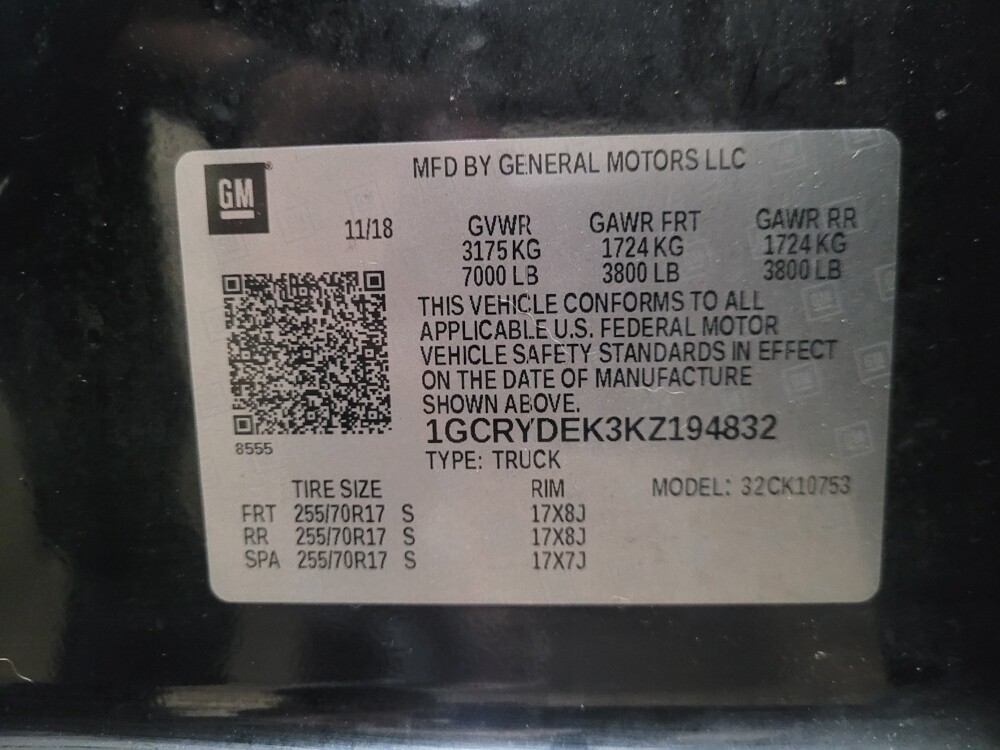 GM
MFD BY GENERAL MOTORS LLC
11/18 GVWR GAWR FRT GAWR RR
3175 KG 1724 KG 1724 KG
7000 LB 3800 LB 3800 LB
THIS VEHICLE CONFORMS TO ALL
APPLICABLE U.S. FEDERAL MOTOR
VEHICLE SAFETY STANDARDS IN EFFECT
ON THE DATE OF MANUFACTURE
SHOWN ABOVE.
1GCRYDEK3KZ194832
8555
TYPE: TRUCK
TIRE SIZE RIM MODEL: 32CK10753
FRT 255/70R17 S 17X8J
RR 255/70R17 S 17X8J
SPA 255/70R17 S 17X7J